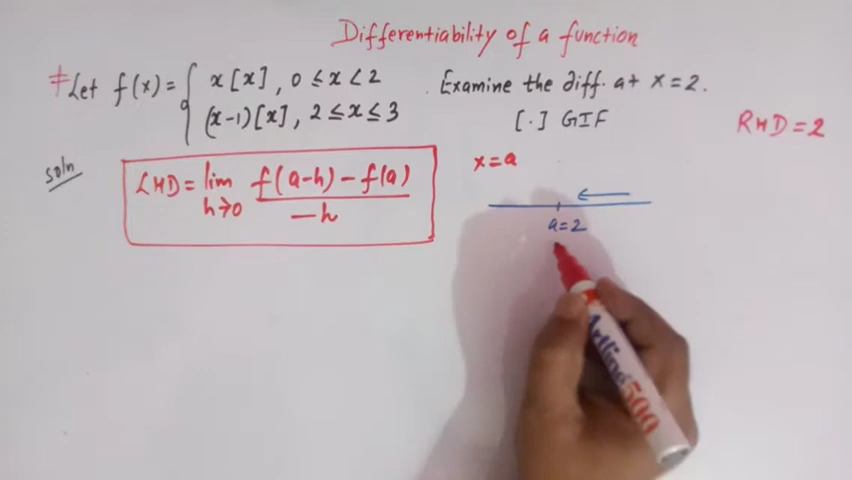 Differentiability of a function
# Let f(x) = { x[x], 0 ≤ x < 2 . Examine the diff. at x = 2.
(x-1)[x], 2 ≤ x ≤ 3 [·] GIF
RHD = 2
soln
LHD = lim h→0 f(a-h) - f(a) / -h
x = a
a = 2
Artline 500